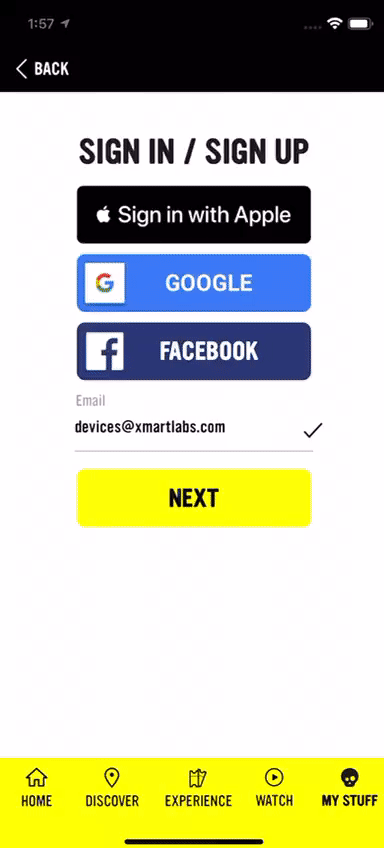 1:57
BACK
SIGN IN / SIGN UP
Sign in with Apple
G GOOGLE
f FACEBOOK
Email
devices@xmartlabs.com
NEXT
HOME DISCOVER EXPERIENCE WATCH MY STUFF